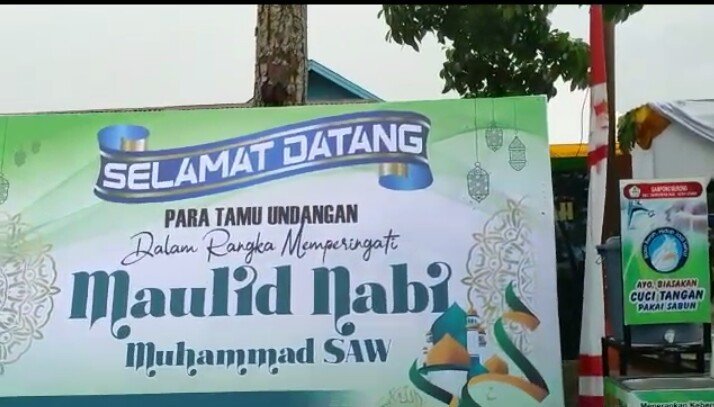 SELAMAT DATANG
PARA TAMU UNDANGAN
Dalam Rangka Memperingati
Maulid Nabi
Muhammad SAW
AYO, BIASAKAN
CUCI TANGAN
PAKAI SABUN